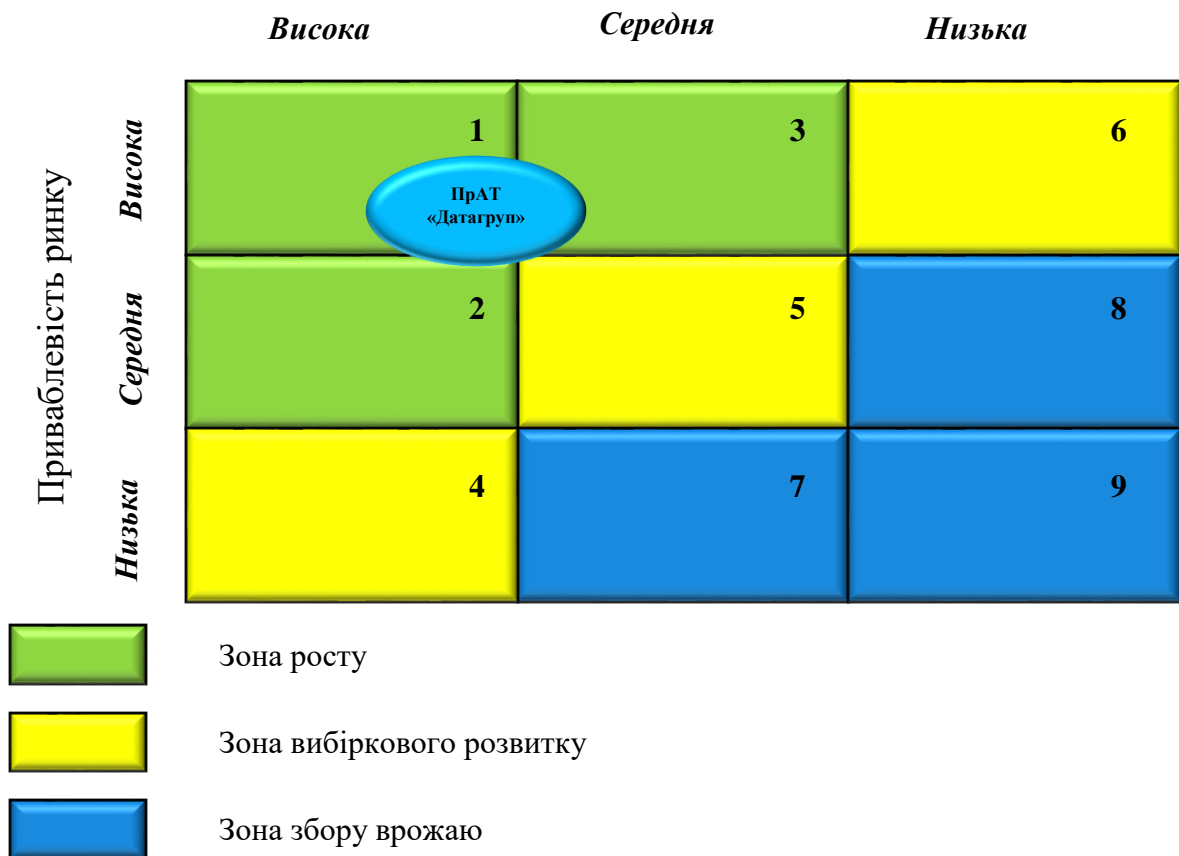 Висока Середня Низька
Приваблевість ринку
Висока
Середня
Низька
1 3 6
ПрАТ
«Датагруп»
2 5 8
4 7 9
Зона росту
Зона вибіркового розвитку
Зона збору врожаю